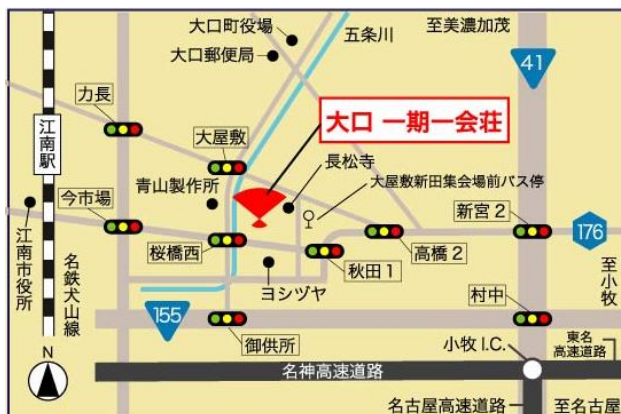 大口町役場
大口郵便局
五条川
至美濃加茂
41
力長
大屋敷
大口 一期一会荘
江南駅
今市場
青山製作所
長松寺
大屋敷新田集会場前バス停
新宮 2
176
江南市役所
名鉄犬山線
桜橋西
秋田 1
高橋 2
至小牧
ヨシヅヤ
155
御供所
村中
小牧 I.C.
東名
高速道路
N
名神高速道路
名古屋高速道路
至名古屋